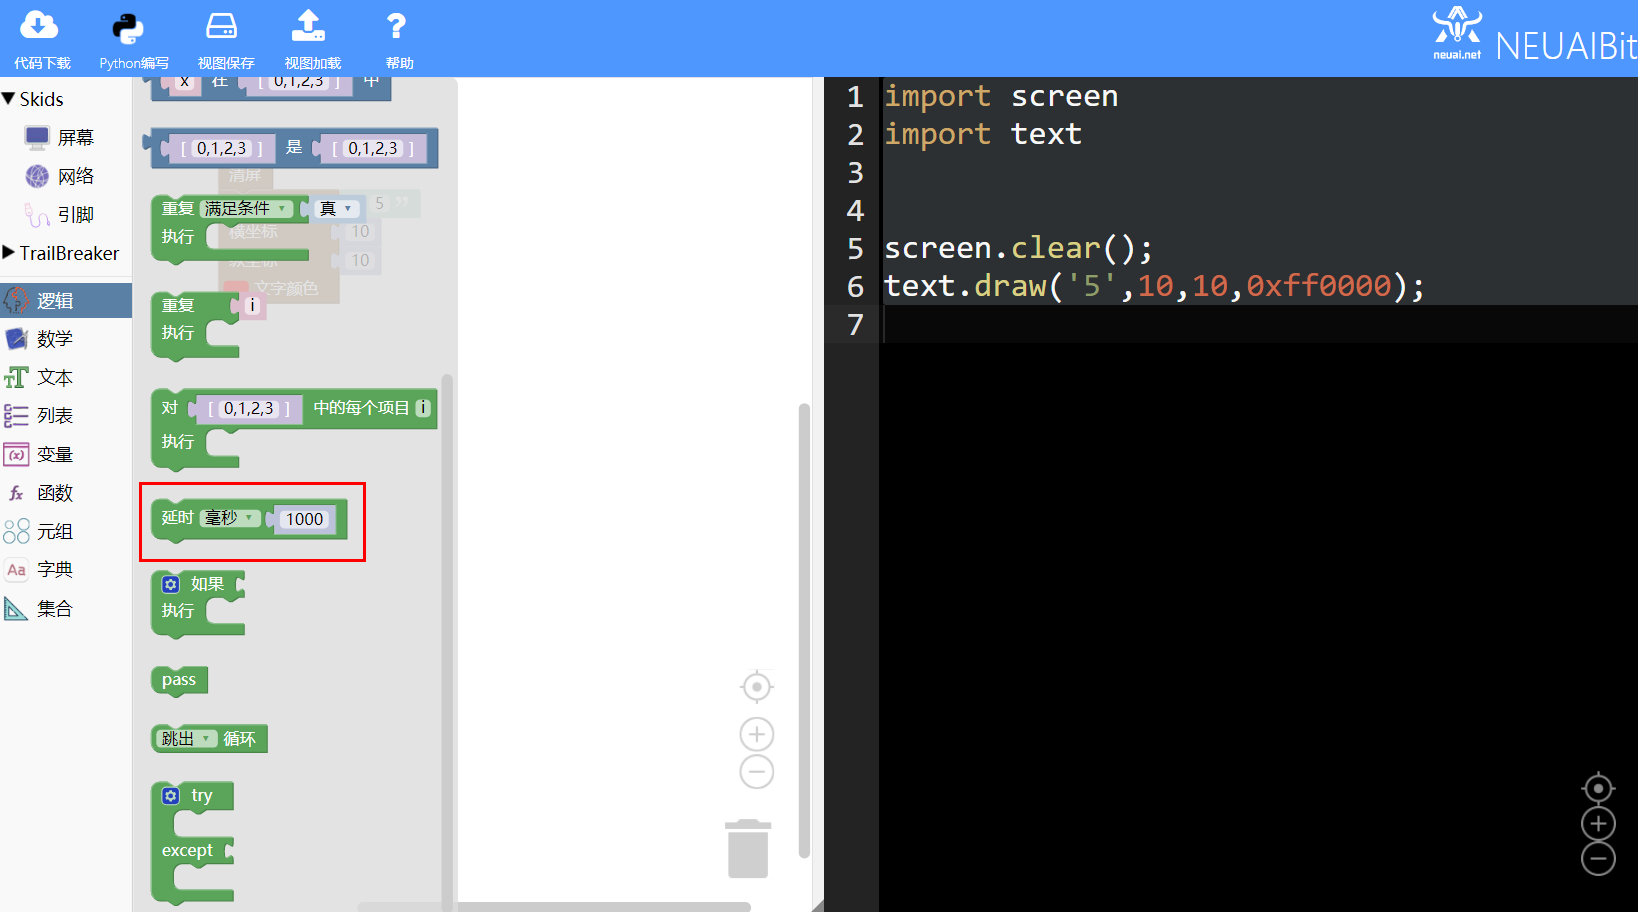 代码下载
Python编写
视图保存
视图加载
帮助
neuai.net
NEUAIBit
Skids
屏幕
网络
引脚
TrailBreaker
逻辑
数学
文本
列表
变量
函数
元组
字典
集合
x 在 [ 0,1,2,3 ] 中
[ 0,1,2,3 ] 是 [ 0,1,2,3 ]
清屏
重复 满足条件 真
执行
5 ”
横坐标 10
纵坐标 10
文字颜色
重复 i
执行
对 [ 0,1,2,3 ] 中的每个项目 i
执行
延时 毫秒 1000
如果
执行
pass
跳出 循环
try
except
1 import screen
2 import text
3
4
5 screen.clear();
6 text.draw('5',10,10,0xff0000);
7